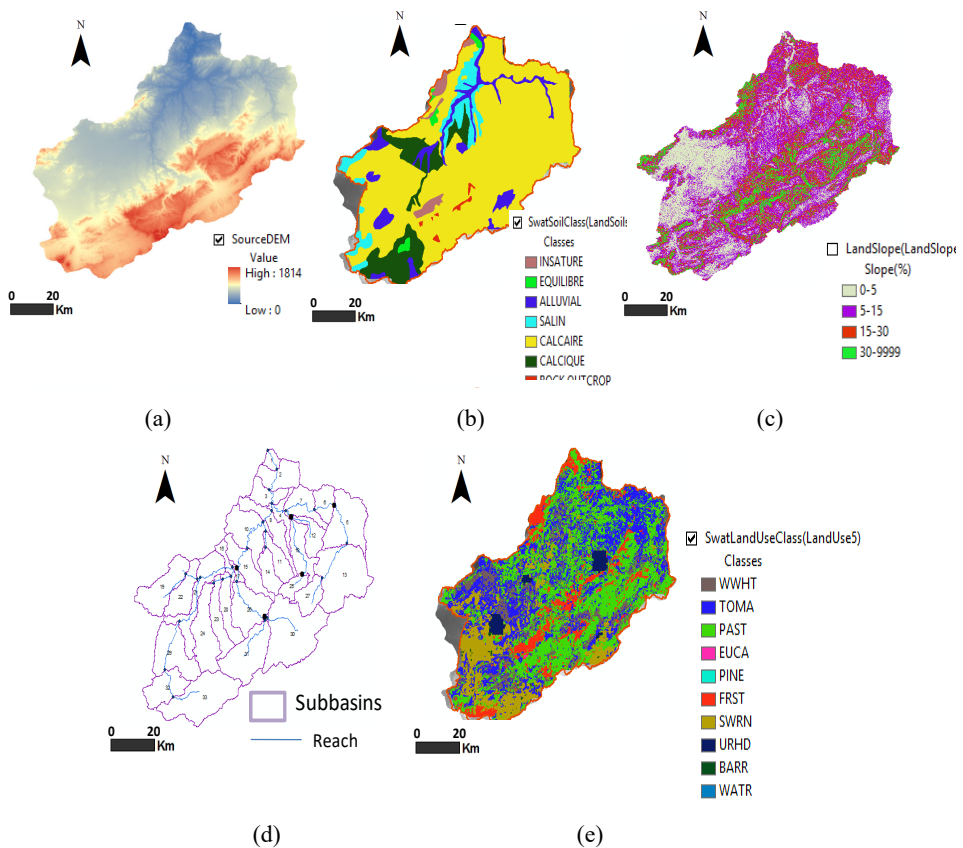 N
SourceDEM
Value
High : 1814
Low : 0
0 20
Km
(a)
N
SwatSoilClass(LandSoils
Classes
INSATURE
EQUILIBRE
ALLUVIAL
SALIN
CALCAIRE
CALCIQUE
ROCK OUTCROP
0 20
Km
(b)
N
LandSlope(LandSlope
Slope(%)
0-5
5-15
15-30
30-9999
0 20
Km
(c)
N
Subbasins
Reach
0 20
Km
(d)
N
SwatLandUseClass(LandUse5)
Classes
WWHT
TOMA
PAST
EUCA
PINE
FRST
SWRN
URHD
BARR
WATR
0 20
Km
(e)